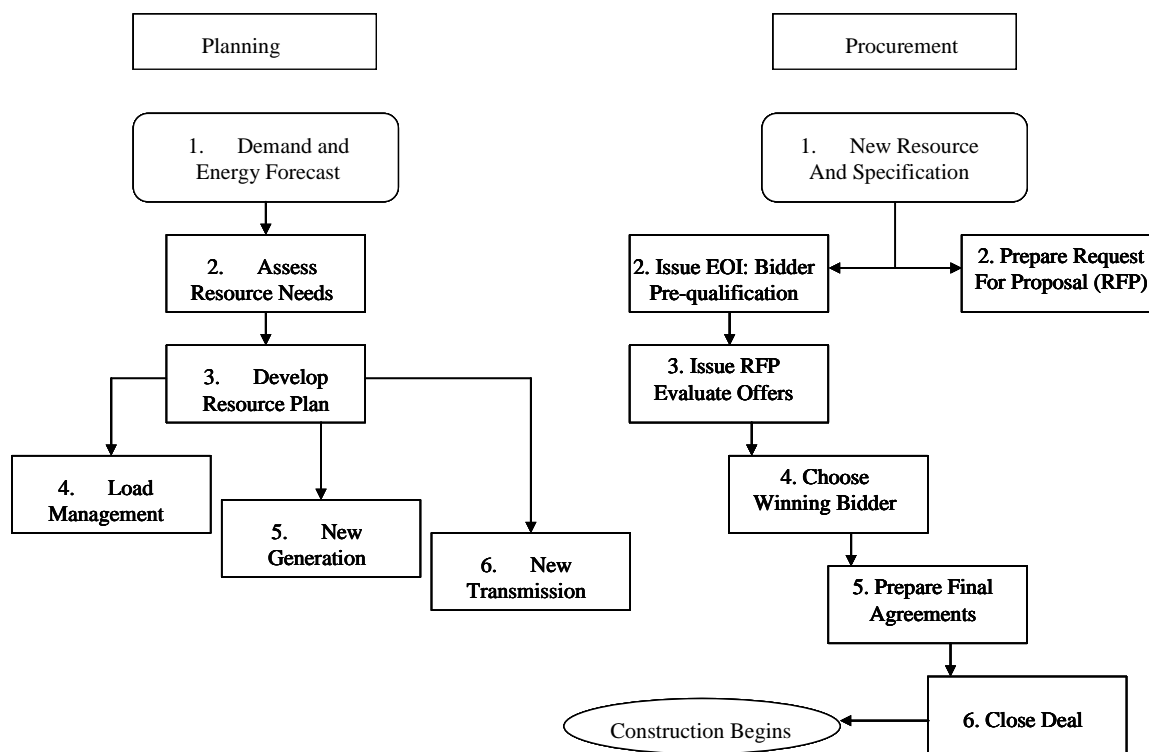 Planning
Procurement
1. Demand and
Energy Forecast
1. New Resource
And Specification
2. Assess
Resource Needs
2. Issue EOI: Bidder
Pre-qualification
2. Prepare Request
For Proposal (RFP)
3. Develop
Resource Plan
3. Issue RFP
Evaluate Offers
4. Load
Management
4. Choose
Winning Bidder
5. New
Generation
6. New
Transmission
5. Prepare Final
Agreements
6. Close Deal
Construction Begins